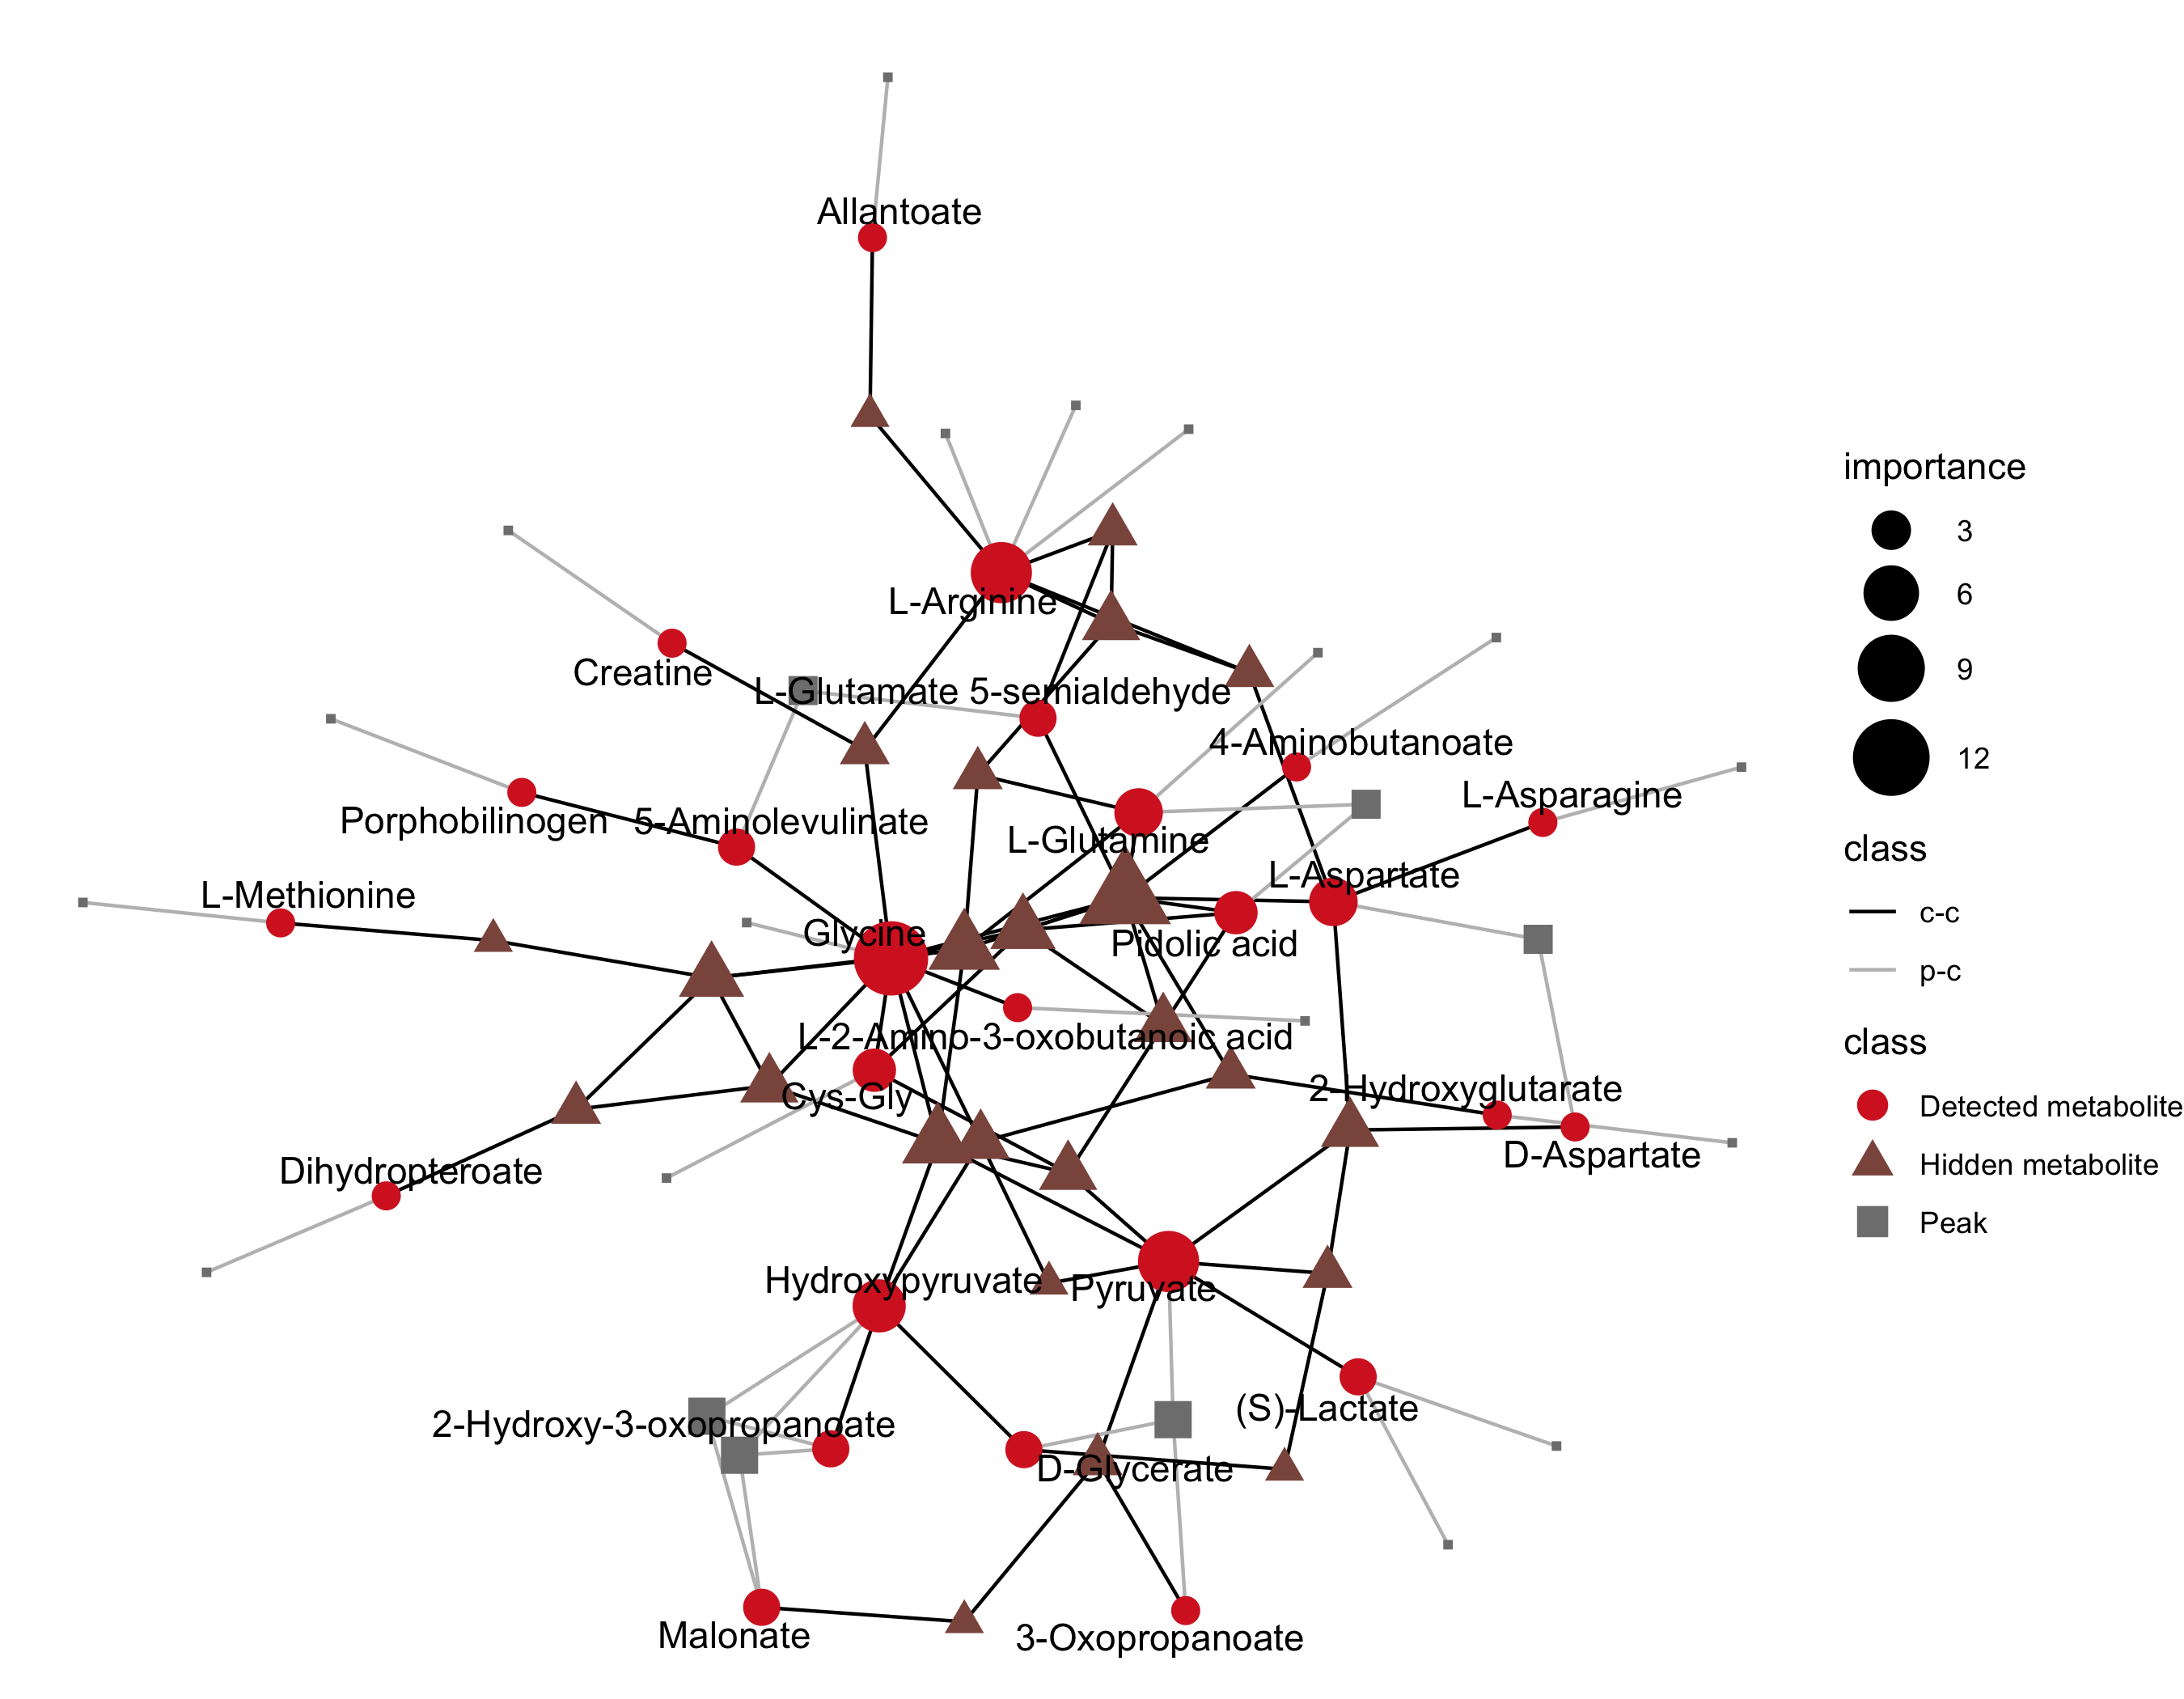 Allantoate
importance
3
L-Arginine
6
Creatine
9
L-Glutamate 5-semialdehyde
4-Aminobutanoate
12
L-Asparagine
Porphobilinogen
5-Aminolevulinate
L-Glutamine
class
L-Aspartate
L-Methionine
c-c
Glycine
Pidolic acid
p-c
L-2-Amino-3-oxobutanoic acid
class
2-Hydroxyglutarate
Cys-Gly
Detected metabolite
D-Aspartate
Dihydropteroate
Hidden metabolite
Peak
Hydroxypyruvate
Pyruvate
(S)-Lactate
2-Hydroxy-3-oxopropanoate
D-Glycerate
Malonate
3-Oxopropanoate